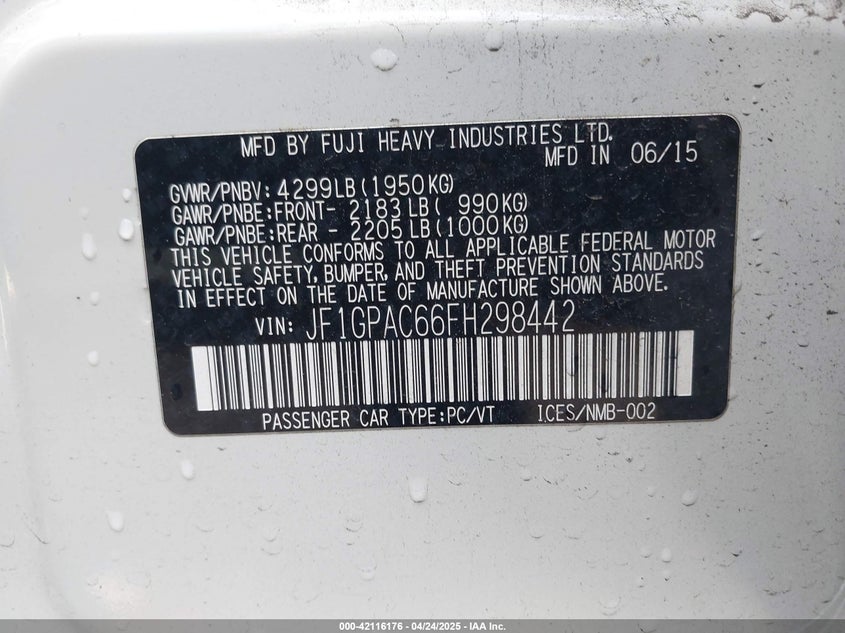 MFD BY FUJI HEAVY INDUSTRIES LTD.
MFD IN 06/15
GVWR/PNBV: 4299LB(1950KG)
GAWR/PNBE:FRONT- 2183LB( 990KG)
GAWR/PNBE:REAR - 2205LB(1000KG)
THIS VEHICLE CONFORMS TO ALL APPLICABLE FEDERAL MOTOR
VEHICLE SAFETY, BUMPER, AND THEFT PREVENTION STANDARDS
IN EFFECT ON THE DATE OF MANUFACTURE SHOWN ABOVE.
VIN: JF1GPAC66FH298442
PASSENGER CAR TYPE:PC/VT I.CES/NMB-002
000-42116176 - 04/24/2025 - IAA Inc.